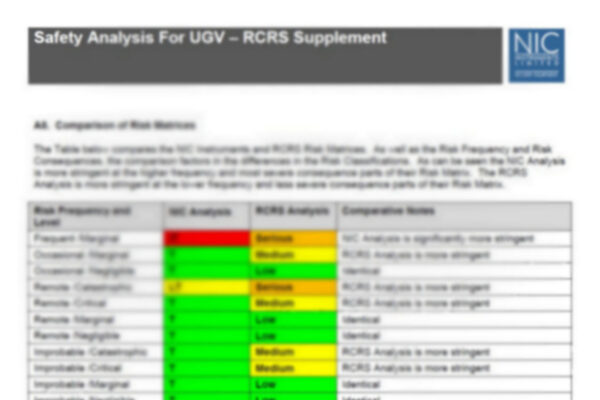 Safety Analysis For UGV – RCRS Supplement
NIC
LIMITED
A8. Comparison of Risk Matrices
The Table below compares the NIC Instruments and RCRS Risk Matrices. As well as the Risk Frequency and Risk
Consequences, the comparison factors in the differences in the Risk Classifications. As can be seen the NIC Analysis
is more stringent at the higher frequency and most severe consequence parts of their Risk Matrix. The RCRS
Analysis is more stringent at the lower frequency and less severe consequence parts of their Risk Matrix.
Risk Frequency and Level NIC Analysis RCRS Analysis Comparative Notes
Frequent /Marginal Serious NIC Analysis is significantly more stringent
Occasional /Marginal T Medium RCRS Analysis is more stringent
Occasional /Negligible T Low Identical
Remote /Catastrophic LT Serious RCRS Analysis is more stringent
Remote /Critical T Medium RCRS Analysis is more stringent
Remote /Marginal T Low Identical
Remote /Negligible T Low Identical
Improbable /Catastrophic T Medium RCRS Analysis is more stringent
Improbable /Critical T Medium RCRS Analysis is more stringent
Improbable /Marginal T Low Identical
Improbable /Negligible T Low Identical